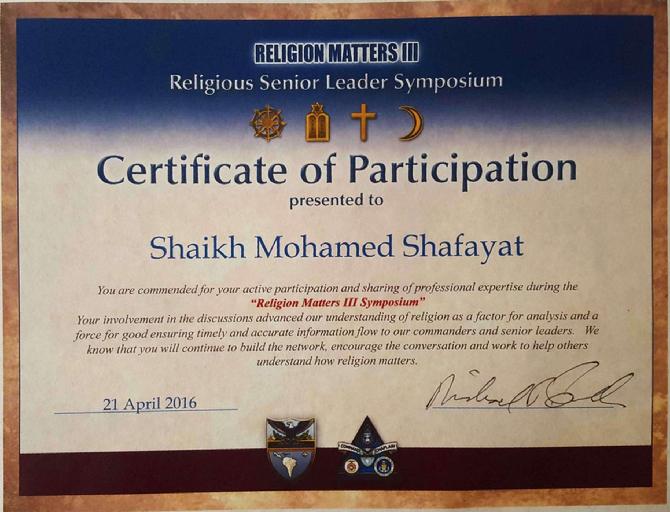 RELIGION MATTERS III
Religious Senior Leader Symposium
Certificate of Participation
presented to
Shaikh Mohamed Shafayat
You are commended for your active participation and sharing of professional expertise during the
"Religion Matters III Symposium"
Your involvement in the discussions advanced our understanding of religion as a factor for analysis and a
force for good ensuring timely and accurate information flow to our commanders and senior leaders. We
know that you will continue to build the network, encourage the conversation and work to help others
understand how religion matters.
21 April 2016
COMMAND CHAPLAIN